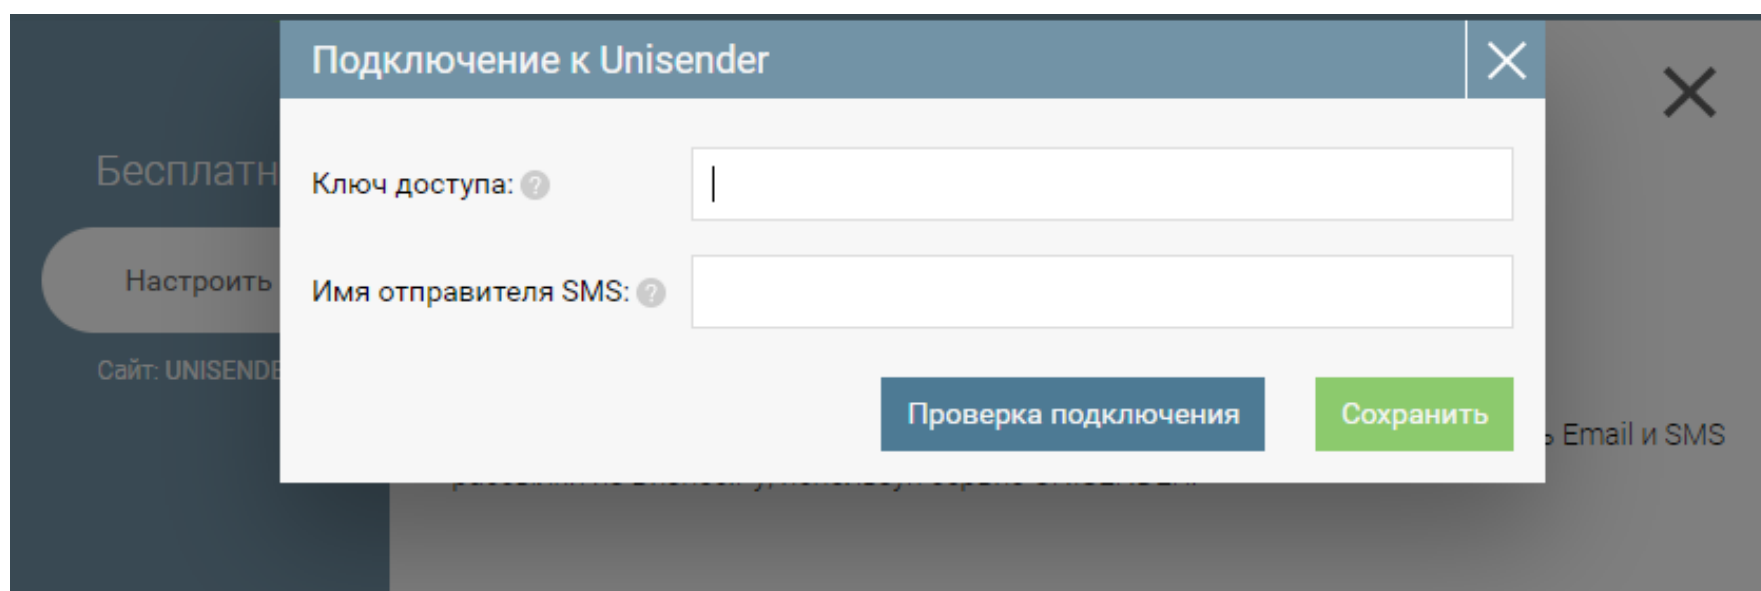 Подключение к Unisender
Бесплатн
Ключ доступа: ?
Настроить
Имя отправителя SMS: ?
Сайт: UNISENDE
Проверка подключения
Сохранить
Email и SMS